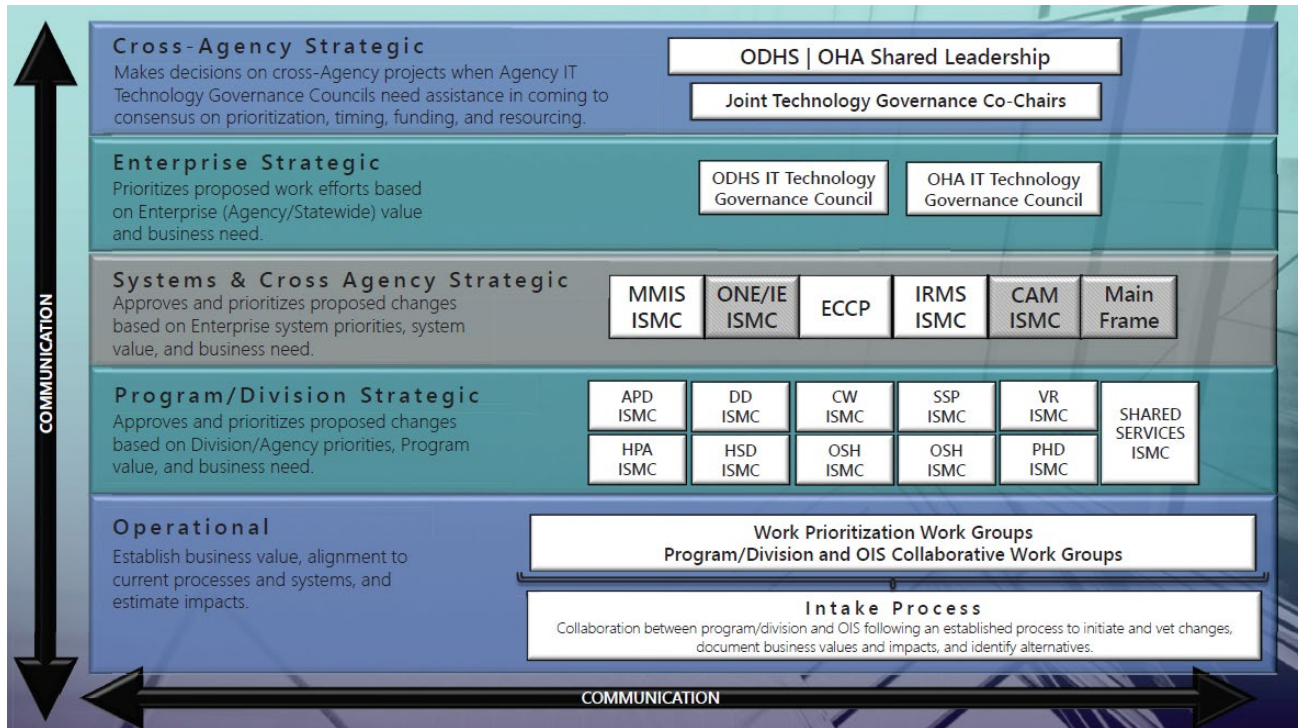 Cross-Agency Strategic
Makes decisions on cross-Agency projects when Agency IT
Technology Governance Councils need assistance in coming to
consensus on prioritization, timing, funding, and resourcing.
ODHS | OHA Shared Leadership
Joint Technology Governance Co-Chairs
Enterprise Strategic
Prioritizes proposed work efforts based
on Enterprise (Agency/Statewide) value
and business need.
ODHS IT Technology
Governance Council
OHA IT Technology
Governance Council
Systems & Cross Agency Strategic
Approves and prioritizes proposed changes
based on Enterprise system priorities, system
value, and business need.
MMIS
ISMC
ONE/IE
ISMC
ECCP
IRMS
ISMC
CAM
ISMC
Main
Frame
Program/Division Strategic
Approves and prioritizes proposed changes
based on Division/Agency priorities, Program
value, and business need.
APD
ISMC
DD
ISMC
CW
ISMC
SSP
ISMC
VR
ISMC
SHARED
SERVICES
ISMC
HPA
ISMC
HSD
ISMC
OSH
ISMC
OSH
ISMC
PHD
ISMC
Operational
Establish business value, alignment to
current processes and systems, and
estimate impacts.
Work Prioritization Work Groups
Program/Division and OIS Collaborative Work Groups
Intake Process
Collaboration between program/division and OIS following an established process to initiate and vet changes,
document business values and impacts, and identify alternatives.
COMMUNICATION
COMMUNICATION